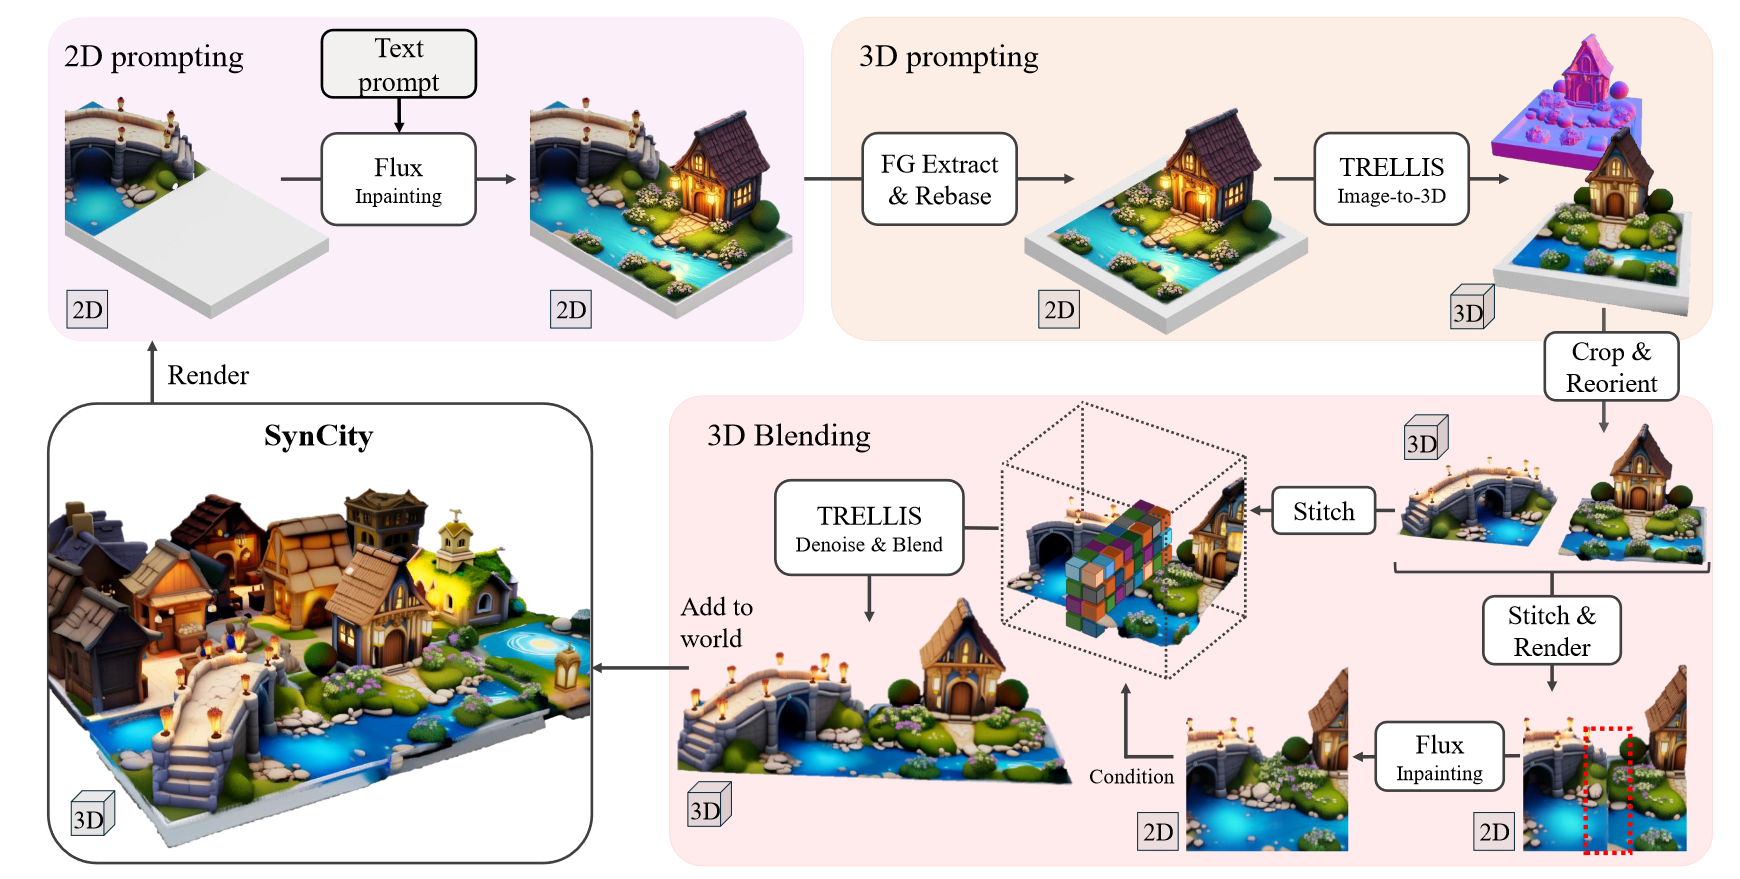 2D prompting
Text
prompt
Flux
Inpainting
2D
2D
3D prompting
FG Extract
& Rebase
2D
TRELLIS
Image-to-3D
3D
Crop &
Reorient
Render
SynCity
3D
3D Blending
3D
Stitch
TRELLIS
Denoise & Blend
Stitch &
Render
Add to
world
3D
Condition
Flux
Inpainting
2D
2D